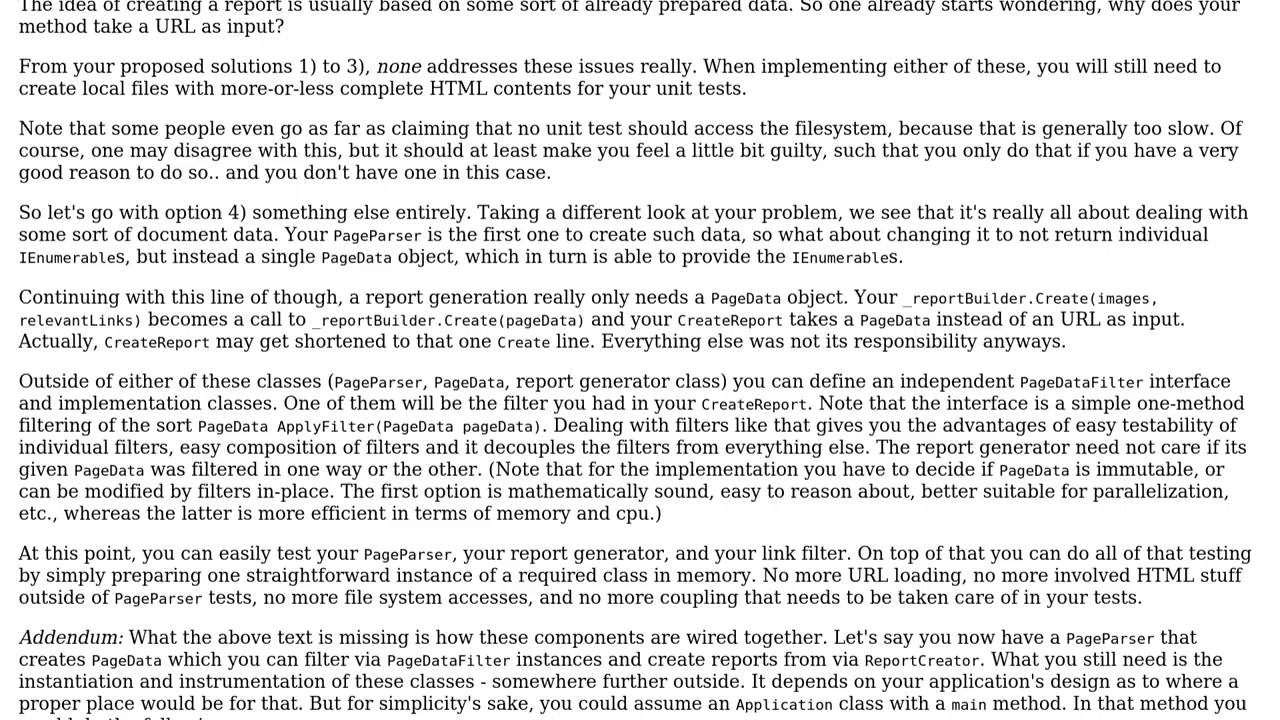 The idea of creating a report is usually based on some sort of already prepared data. So one already starts wondering, why does your
method take a URL as input?
From your proposed solutions 1) to 3), none addresses these issues really. When implementing either of these, you will still need to
create local files with more-or-less complete HTML contents for your unit tests.
Note that some people even go as far as claiming that no unit test should access the filesystem, because that is generally too slow. Of
course, one may disagree with this, but it should at least make you feel a little bit guilty, such that you only do that if you have a very
good reason to do so.. and you don't have one in this case.
So let's go with option 4) something else entirely. Taking a different look at your problem, we see that it's really all about dealing with
some sort of document data. Your PageParser is the first one to create such data, so what about changing it to not return individual
IEnumerables, but instead a single PageData object, which in turn is able to provide the IEnumerables.
Continuing with this line of though, a report generation really only needs a PageData object. Your _reportBuilder.Create(images,
relevantLinks) becomes a call to _reportBuilder.Create(pageData) and your CreateReport takes a PageData instead of an URL as input.
Actually, CreateReport may get shortened to that one Create line. Everything else was not its responsibility anyways.
Outside of either of these classes (PageParser, PageData, report generator class) you can define an independent PageDataFilter interface
and implementation classes. One of them will be the filter you had in your CreateReport. Note that the interface is a simple one-method
filtering of the sort PageData ApplyFilter(PageData pageData). Dealing with filters like that gives you the advantages of easy testability of
individual filters, easy composition of filters and it decouples the filters from everything else. The report generator need not care if its
given PageData was filtered in one way or the other. (Note that for the implementation you have to decide if PageData is immutable, or
can be modified by filters in-place. The first option is mathematically sound, easy to reason about, better suitable for parallelization,
etc., whereas the latter is more efficient in terms of memory and cpu.)
At this point, you can easily test your PageParser, your report generator, and your link filter. On top of that you can do all of that testing
by simply preparing one straightforward instance of a required class in memory. No more URL loading, no more involved HTML stuff
outside of PageParser tests, no more file system accesses, and no more coupling that needs to be taken care of in your tests.
Addendum: What the above text is missing is how these components are wired together. Let's say you now have a PageParser that
creates PageData which you can filter via PageDataFilter instances and create reports from via ReportCreator. What you still need is the
instantiation and instrumentation of these classes - somewhere further outside. It depends on your application's design as to where a
proper place would be for that. But for simplicity's sake, you could assume an Application class with a main method. In that method you